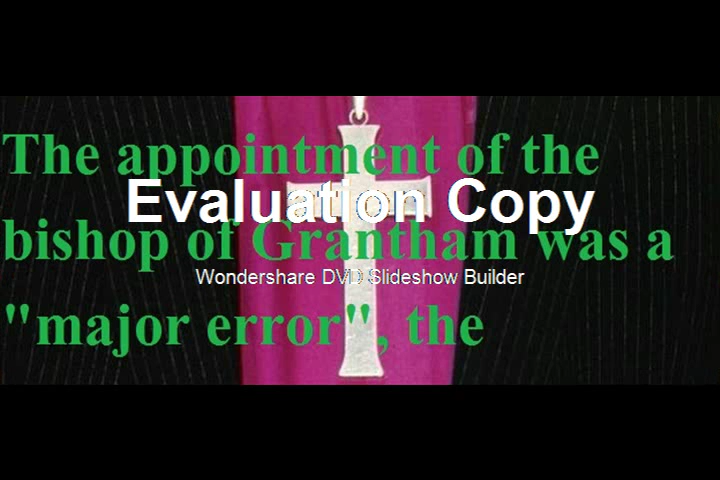 The appointment of the
Evaluation Copy
bishop of Grantham was a
Wondershare DVD Slideshow Builder
"major error", the